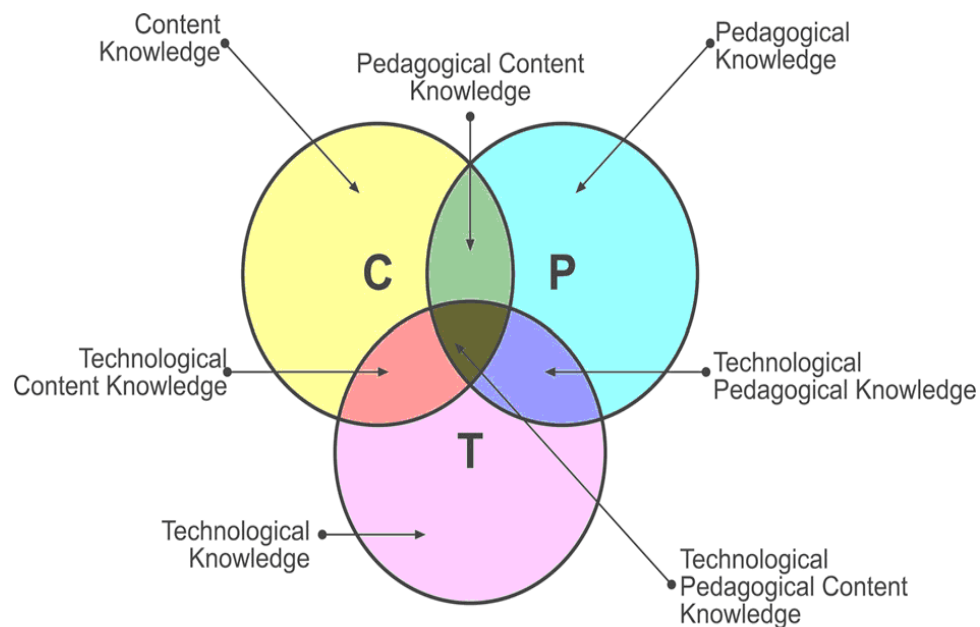 Content
Knowledge
Pedagogical Content
Knowledge
Pedagogical
Knowledge
C
P
Technological
Content Knowledge
Technological
Pedagogical Knowledge
T
Technological
Knowledge
Technological
Pedagogical Content
Knowledge